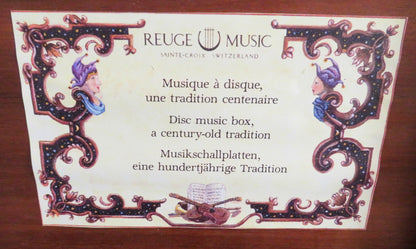 REUGE MUSIC
SAINTE-CROIX SWITZERLAND
Musique à disque,
une tradition centenaire
Disc music box,
a century-old tradition
Musikschallplatten,
eine hundertjährige Tradition